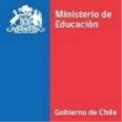 Ministerio de
Educación
Gobierno de Chile